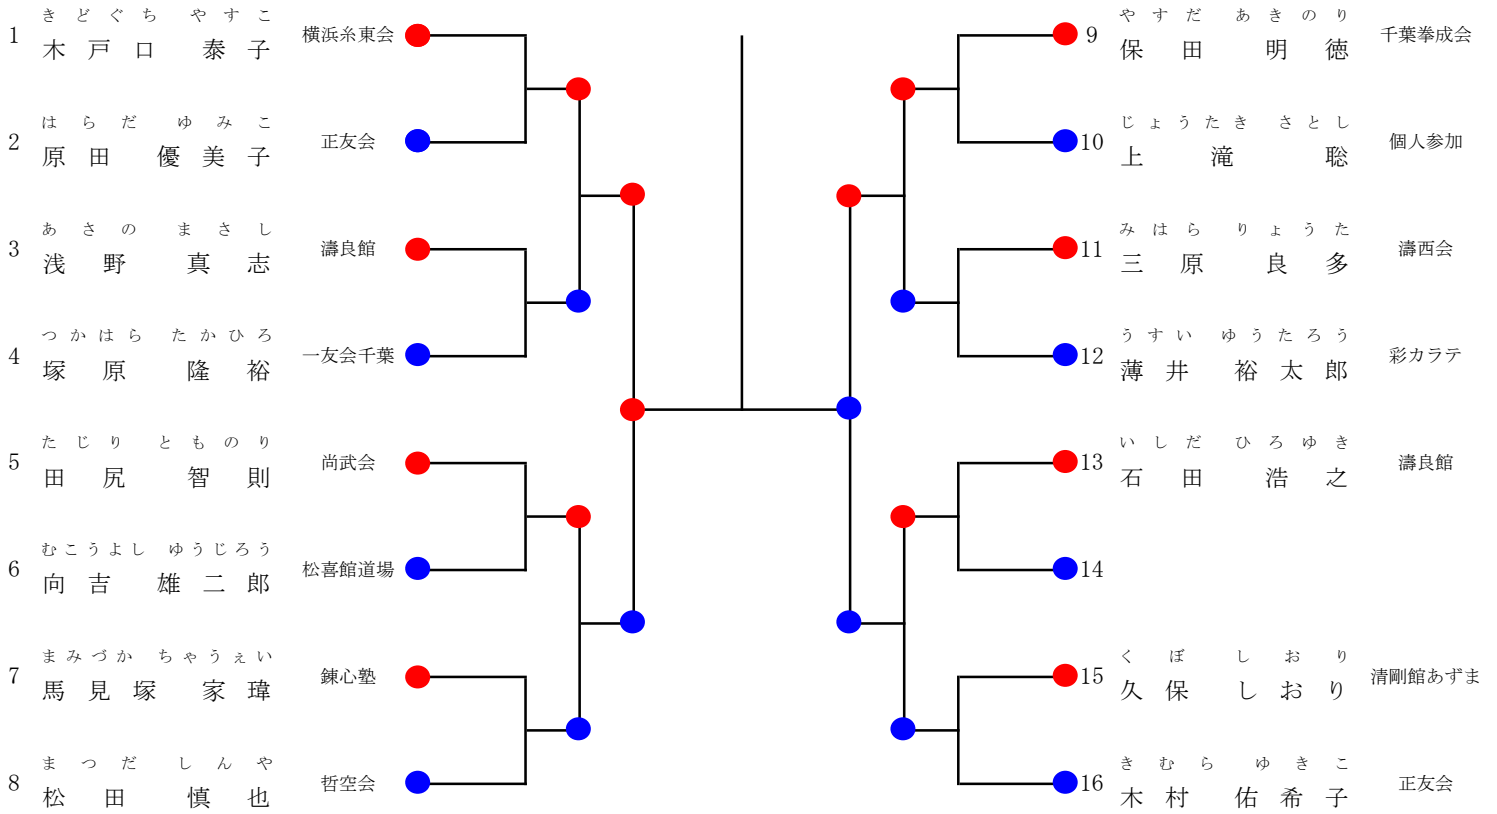 きどぐち やすこ
1 木戸口 泰子 横浜糸東会
はらだ ゆみこ
2 原田 優美子 正友会
あさの まさし
3 浅野 真志 濤良館
つかはら たかひろ
4 塚原 隆裕 一友会千葉
たじり とものり
5 田尻 智則 尚武会
むこうよし ゆうじろう
6 向吉 雄二郎 松喜館道場
まみづか ちゃうぇい
7 馬見塚 家瑋 錬心塾
まつだ しんや
8 松田 慎也 哲空会
やすだ あきのり
9 保田 明徳 千葉拳成会
じょうたき さとし
10 上滝 聡 個人参加
みはら りょうた
11 三原 良多 濤西会
うすい ゆうたろう
12 薄井 裕太郎 彩カラテ
いしだ ひろゆき
13 石田 浩之 濤良館
14
くぼ しおり
15 久保 しおり 清剛館あずま
きむら ゆきこ
16 木村 佑希子 正友会